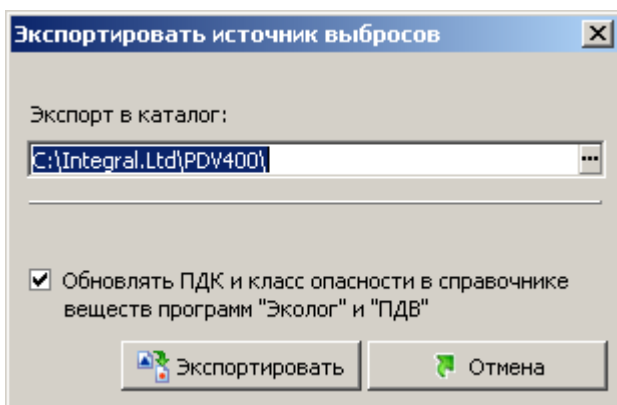 Экспортировать источник выбросов
Экспорт в каталог:
C:\Integral.Ltd\PDV400\
Обновлять ПДК и класс опасности в справочнике
веществ программ "Эколог" и "ПДВ"
Экспортировать
Отмена